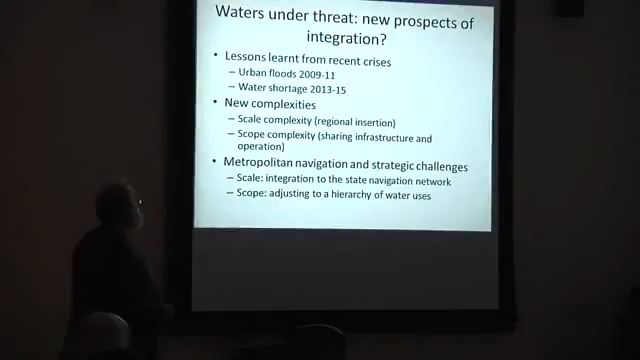 Waters under threat: new prospects of
integration?
• Lessons learnt from recent crises
– Urban floods 2009-11
– Water shortage 2013-15
• New complexities
– Scale complexity (regional insertion)
– Scope complexity (sharing infrastructure and
operation)
• Metropolitan navigation and strategic challenges
– Scale: integration to the state navigation network
– Scope: adjusting to a hierarchy of water uses